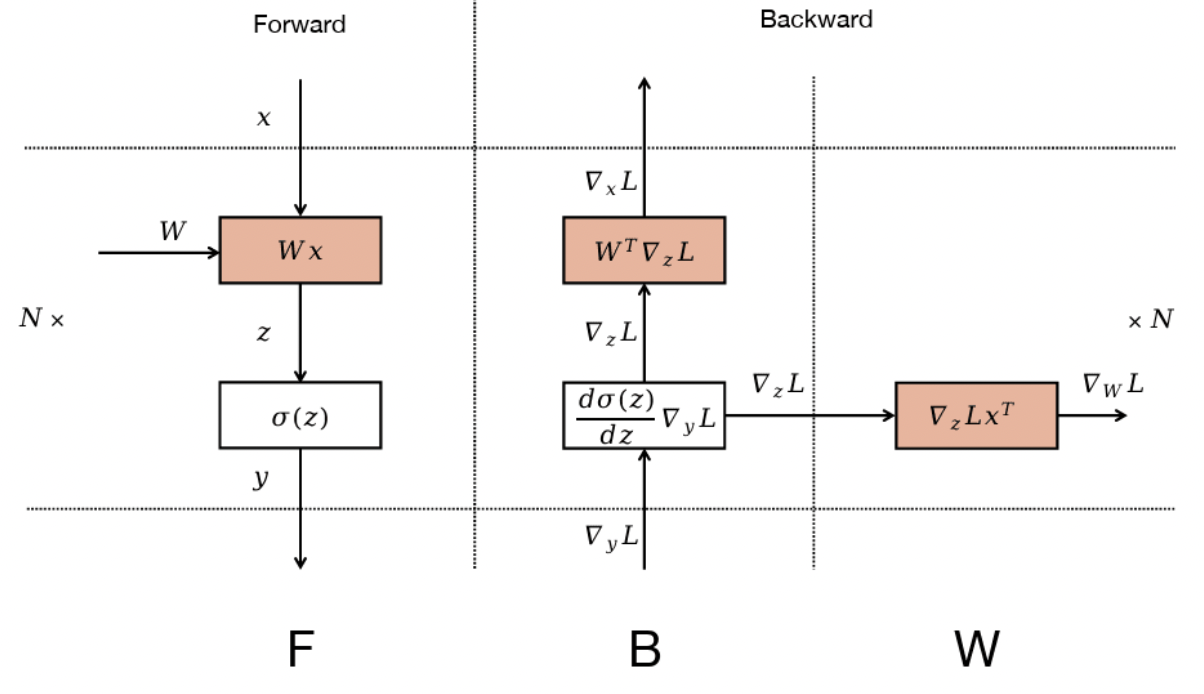 Forward
Backward
x
∇ₓL
W
Wx
Wᵀ∇_zL
N ×
× N
z
∇_zL
∇_zL
∇_WL
σ(z)
dσ(z)/dz ∇_yL
∇_zLxᵀ
y
∇_yL
F B W